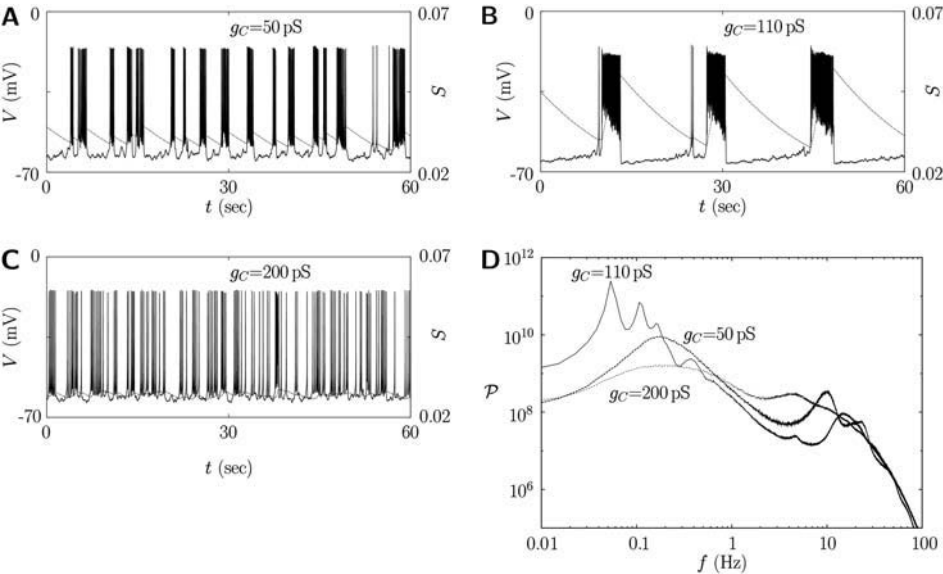 A
g_C=50 pS
0
0.07
V (mV)
S
-70
0.02
0
30
60
t (sec)
B
g_C=110 pS
0
0.07
V (mV)
S
-70
0.02
0
30
60
t (sec)
C
g_C=200 pS
0
0.07
V (mV)
S
-70
0.02
0
30
60
t (sec)
D
g_C=110 pS
g_C=50 pS
g_C=200 pS
10^12
10^10
10^8
10^6
𝒫
0.01
0.1
1
10
100
f (Hz)